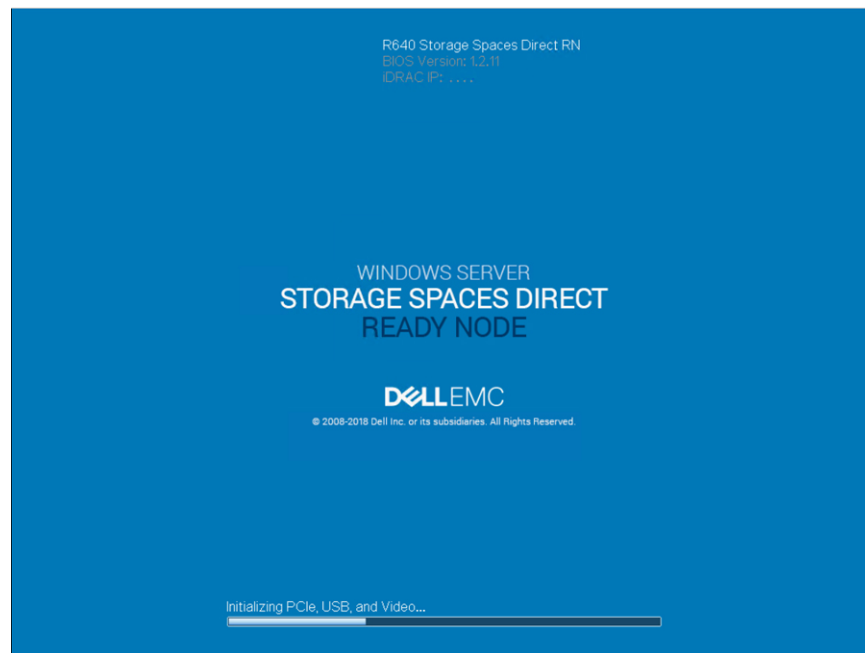 R640 Storage Spaces Direct RN
BIOS Version: 1.2.11
iDRAC IP: . . . .
WINDOWS SERVER
STORAGE SPACES DIRECT
READY NODE
DELLEMC
© 2008-2018 Dell Inc. or its subsidiaries. All Rights Reserved.
Initializing PCIe, USB, and Video...